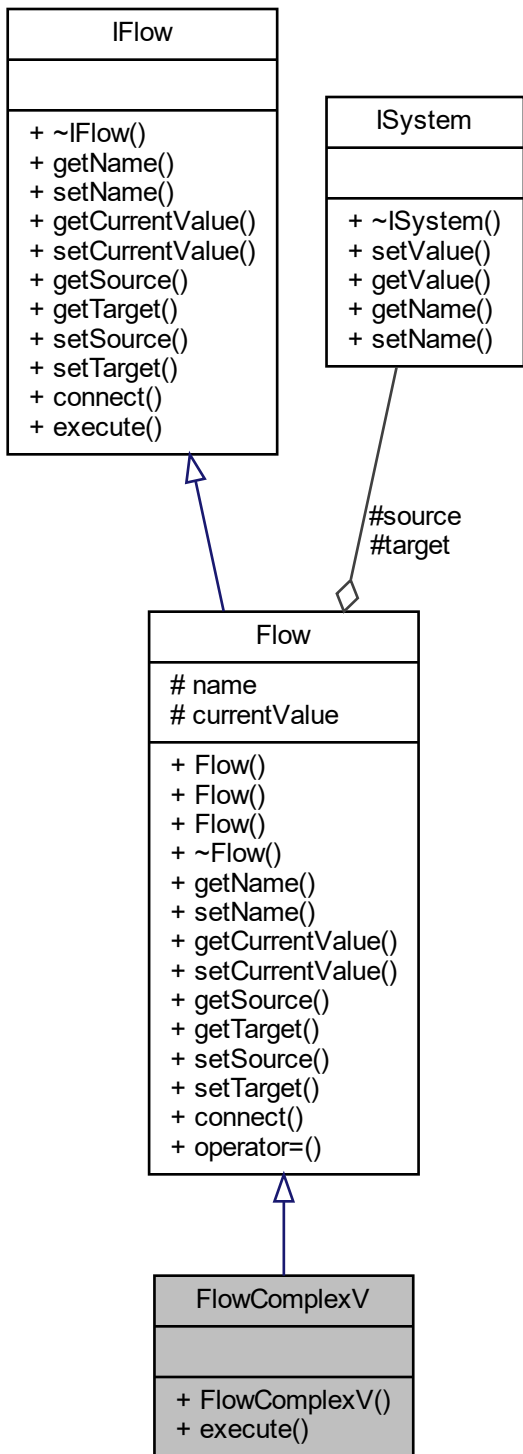 IFlow
+ ~IFlow()
+ getName()
+ setName()
+ getCurrentValue()
+ setCurrentValue()
+ getSource()
+ getTarget()
+ setSource()
+ setTarget()
+ connect()
+ execute()
ISystem
+ ~ISystem()
+ setValue()
+ getValue()
+ getName()
+ setName()
#source
#target
Flow
# name
# currentValue
+ Flow()
+ Flow()
+ Flow()
+ ~Flow()
+ getName()
+ setName()
+ getCurrentValue()
+ setCurrentValue()
+ getSource()
+ getTarget()
+ setSource()
+ setTarget()
+ connect()
+ operator=()
FlowComplexV
+ FlowComplexV()
+ execute()